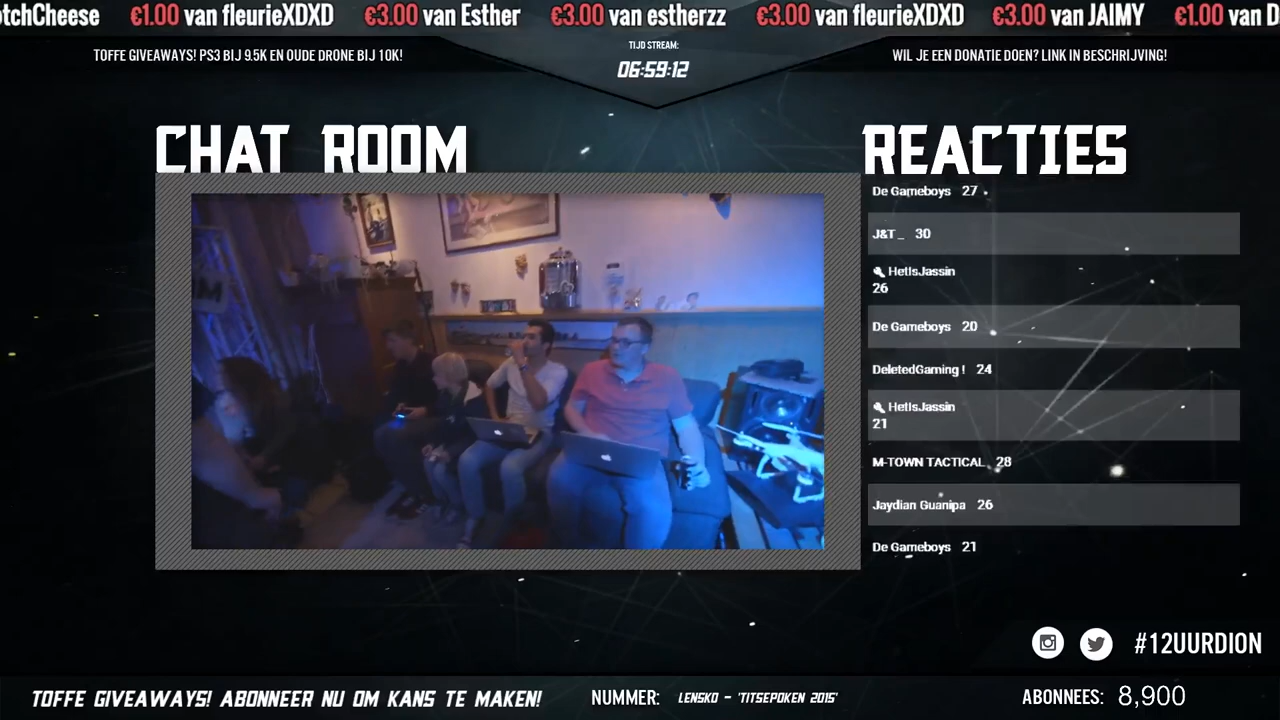 otchCheese €1.00 van fleurieXDXD €3.00 van Esther €3.00 van estherzz €3.00 van fleurieXDXD €3.00 van JAIMY €1.00 van D
TOFFE GIVEAWAYS! PS3 BIJ 9.5K EN OUDE DRONE BIJ 10K!
TIJD STREAM:
06:59:12
WIL JE EEN DONATIE DOEN? LINK IN BESCHRIJVING!
CHAT ROOM
REACTIES
De Gameboys 27
J&T_ 30
HetIsJassin
26
De Gameboys 20
DeletedGaming ! 24
HetIsJassin
21
M-TOWN TACTICAL 28
Jaydian Guanipa 26
De Gameboys 21
#12UURDION
TOFFE GIVEAWAYS! ABONNEER NU OM KANS TE MAKEN!
NUMMER: LENSKO - 'TITSEPOKEN 2015'
ABONNEES: 8,900